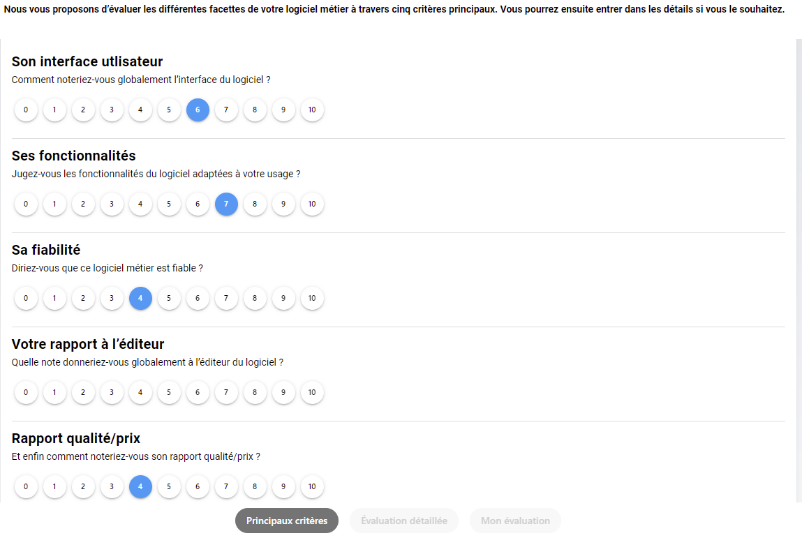 Nous vous proposons d'évaluer les différentes facettes de votre logiciel métier à travers cinq critères principaux. Vous pourrez ensuite entrer dans les détails si vous le souhaitez.
Son interface utlisateur
Comment noteriez-vous globalement l'interface du logiciel ?
0 1 2 3 4 5 6 7 8 9 10
Ses fonctionnalités
Jugez-vous les fonctionnalités du logiciel adaptées à votre usage ?
0 1 2 3 4 5 6 7 8 9 10
Sa fiabilité
Diriez-vous que ce logiciel métier est fiable ?
0 1 2 3 4 5 6 7 8 9 10
Votre rapport à l'éditeur
Quelle note donneriez-vous globalement à l'éditeur du logiciel ?
0 1 2 3 4 5 6 7 8 9 10
Rapport qualité/prix
Et enfin comment noteriez-vous son rapport qualité/prix ?
0 1 2 3 4 5 6 7 8 9 10
Principaux critères Évaluation détaillée Mon évaluation